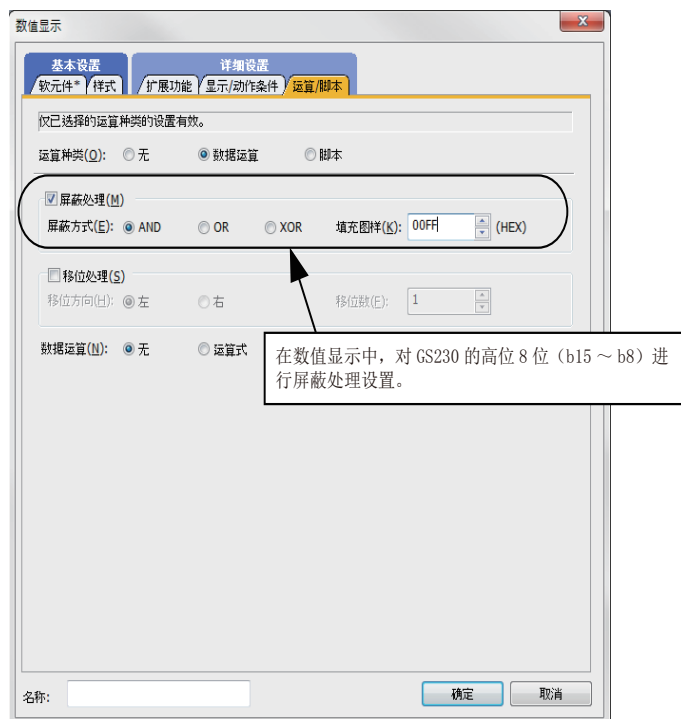 数值显示
基本设置 详细设置
软元件* 样式 扩展功能 显示/动作条件 运算/脚本
仅已选择的运算种类的设置有效。
运算种类(O): 无 数据运算 脚本
屏蔽处理(M)
屏蔽方式(E): AND OR XOR 填充图样(K): 00FF (HEX)
移位处理(S)
移位方向(H): 左 右 移位数(F): 1
数据运算(N): 无 运算式
在数值显示中，对 GS230 的高位 8 位（b15 ～ b8）进
行屏蔽处理设置。
名称: 确定 取消